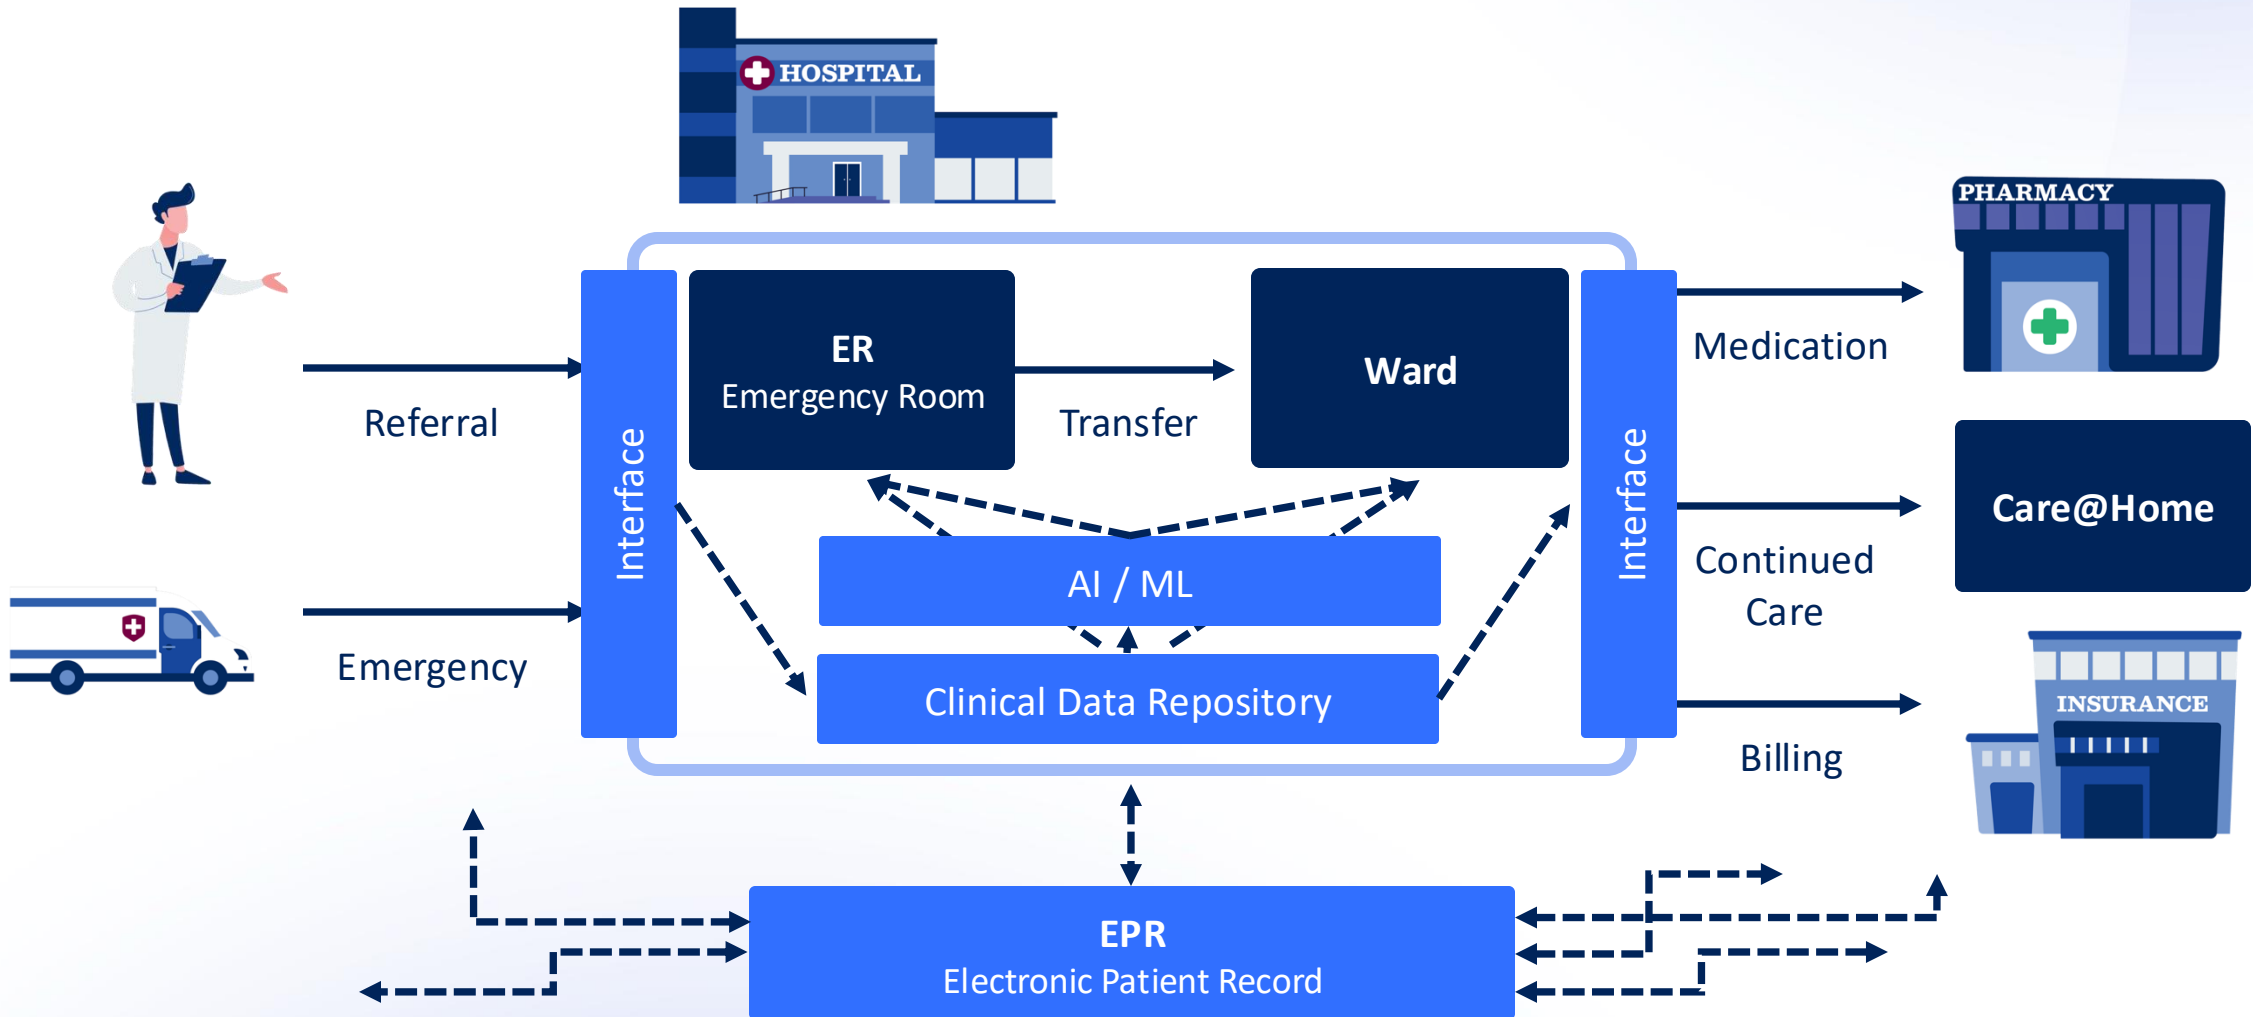 HOSPITAL
PHARMACY
Referral
Emergency
Interface
ER
Emergency Room
Transfer
Ward
AI / ML
Clinical Data Repository
Interface
Medication
Care@Home
Continued
Care
INSURANCE
Billing
EPR
Electronic Patient Record